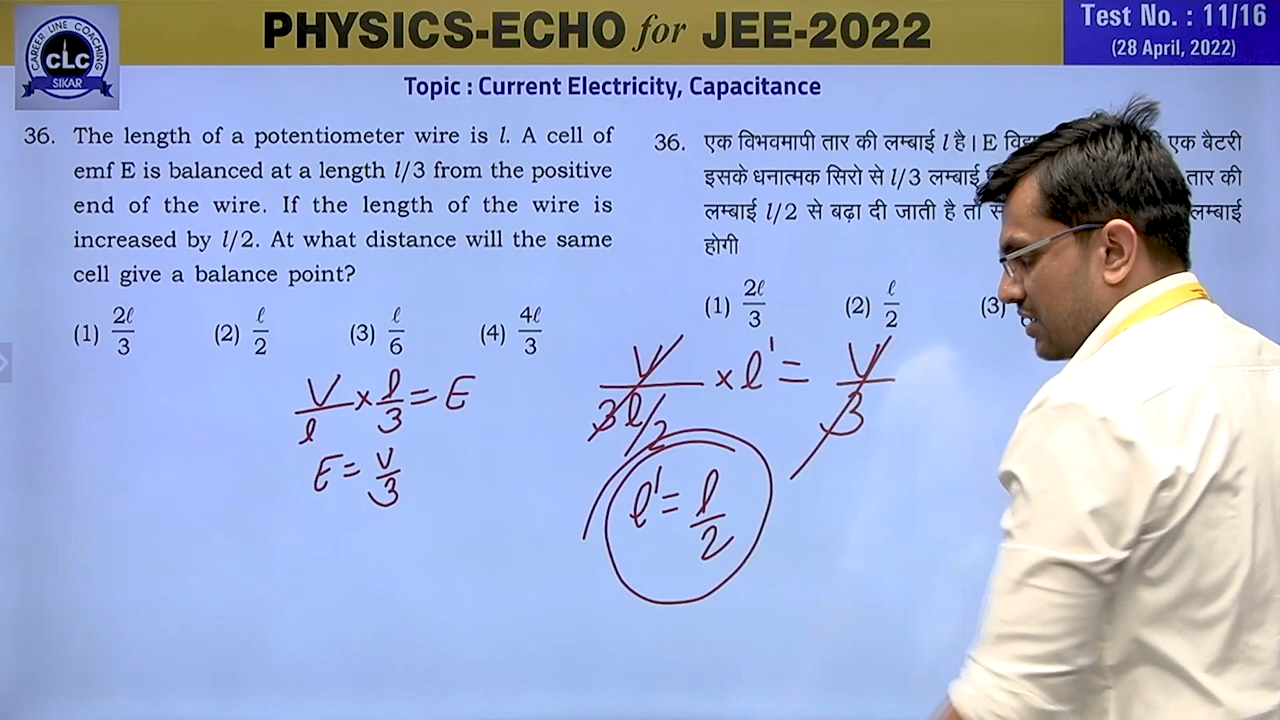 CAREER LINE COACHING
CLC
SIKAR
PHYSICS-ECHO for JEE-2022
Test No. : 11/16
(28 April, 2022)
Topic : Current Electricity, Capacitance
36. The length of a potentiometer wire is l. A cell of
emf E is balanced at a length l/3 from the positive
end of the wire. If the length of the wire is
increased by l/2. At what distance will the same
cell give a balance point?
(1) 2ℓ/3 (2) ℓ/2 (3) ℓ/6 (4) 4ℓ/3
36. एक विभवमापी तार की लम्बाई l है। E एक बैटरी
इसके धनात्मक सिरो से l/3 लम्बाई तार की
लम्बाई l/2 से बढ़ा दी जाती है तो लम्बाई
होगी
(1) 2ℓ/3 (2) ℓ/2 (3)
V/l × l/3 = E
E = V/3
V/3l/2 × l' = V/3
l' = l/2